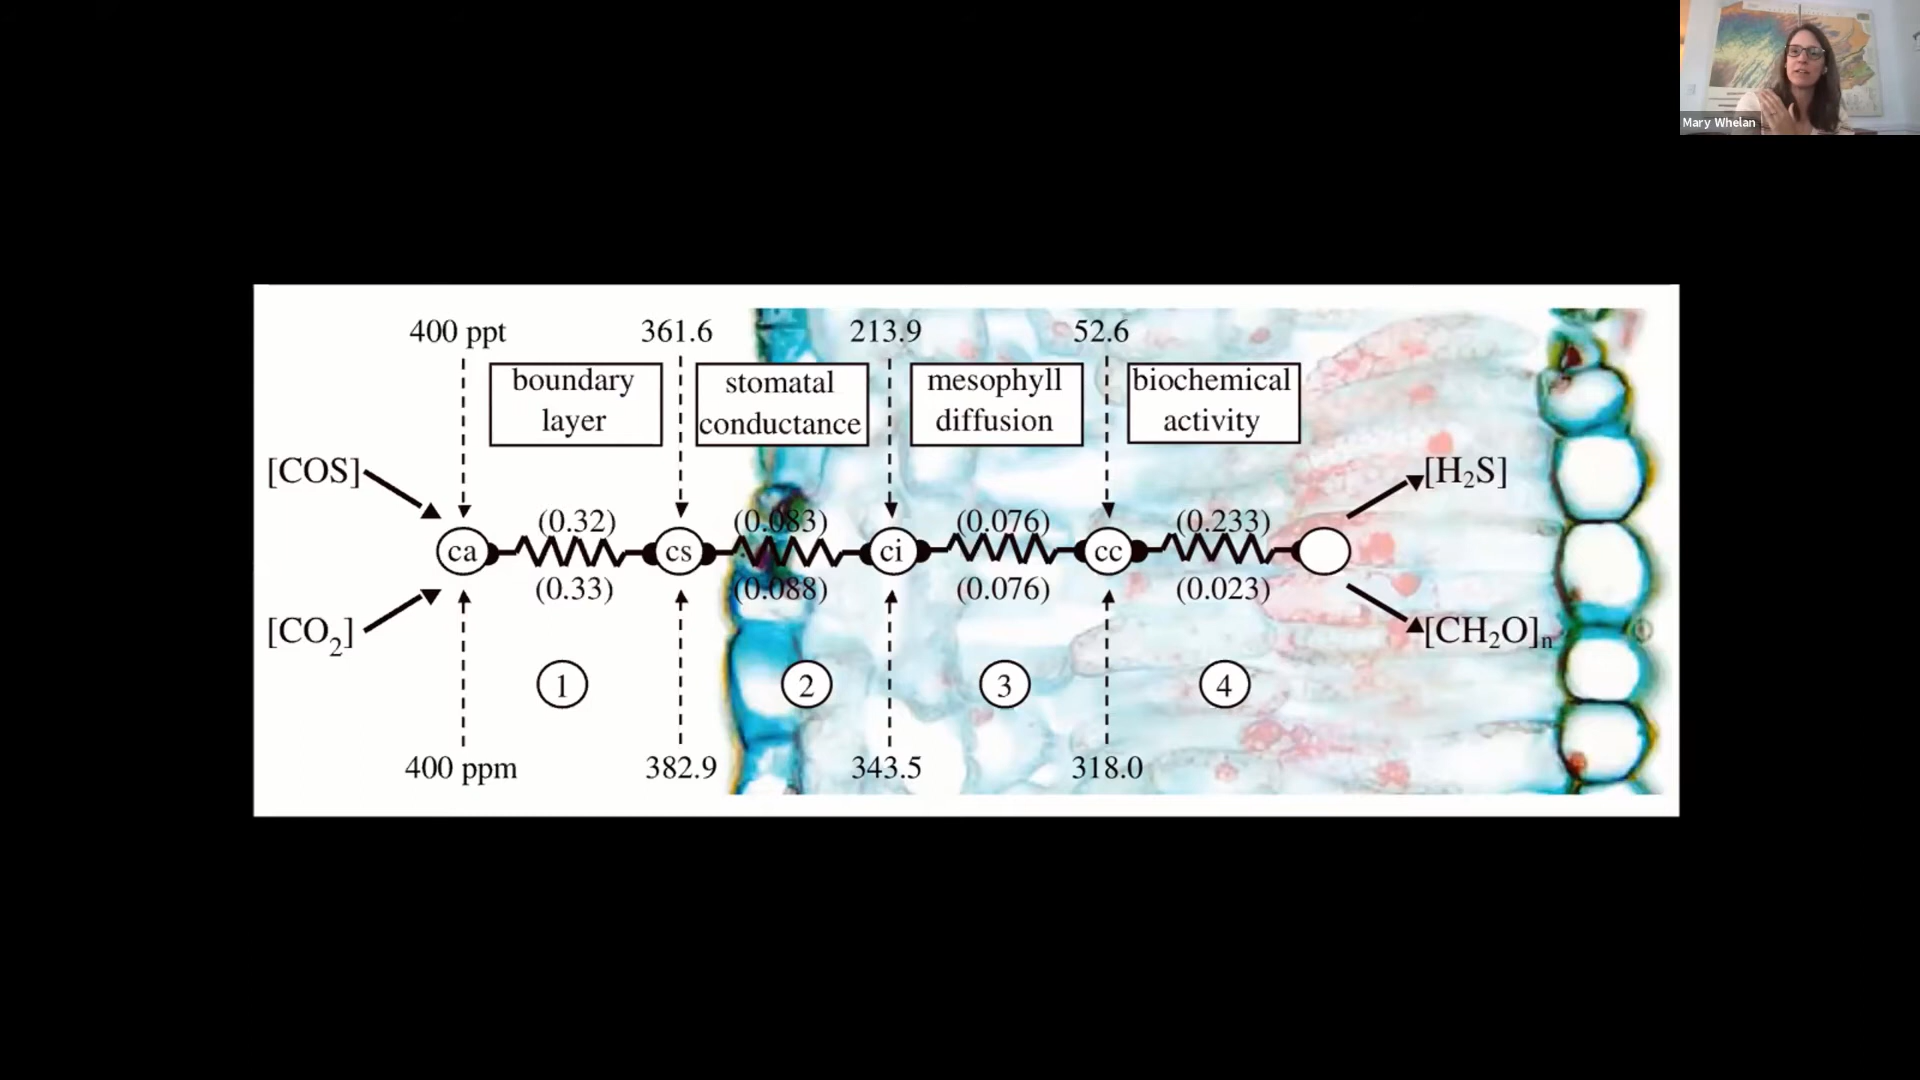 Mary Whelan
400 ppt 361.6 213.9 52.6
boundary
layer
stomatal
conductance
mesophyll
diffusion
biochemical
activity
[COS] [H₂S]
(0.32) (0.083) (0.076) (0.233)
ca cs ci cc
(0.33) (0.088) (0.076) (0.023)
[CO₂] [CH₂O]ₙ
1 2 3 4
400 ppm 382.9 343.5 318.0